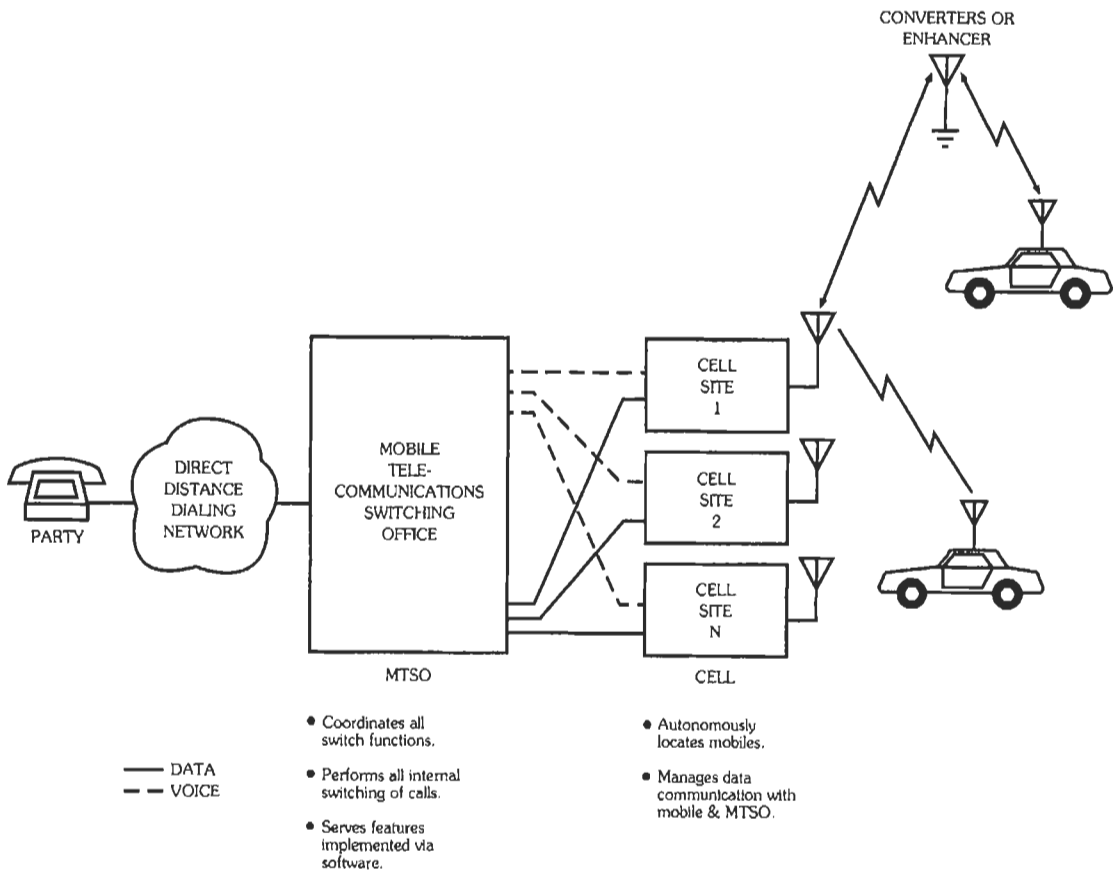 CONVERTERS OR
ENHANCER
CELL
SITE
1
MOBILE
TELE-
COMMUNICATIONS
SWITCHING
OFFICE
DIRECT
DISTANCE
DIALING
NETWORK
PARTY
CELL
SITE
2
CELL
SITE
N
MTSO
CELL
• Coordinates all
switch functions.
• Performs all internal
switching of calls.
• Serves features
implemented via
software.
• Autonomously
locates mobiles.
• Manages data
communication with
mobile & MTSO.
DATA
VOICE